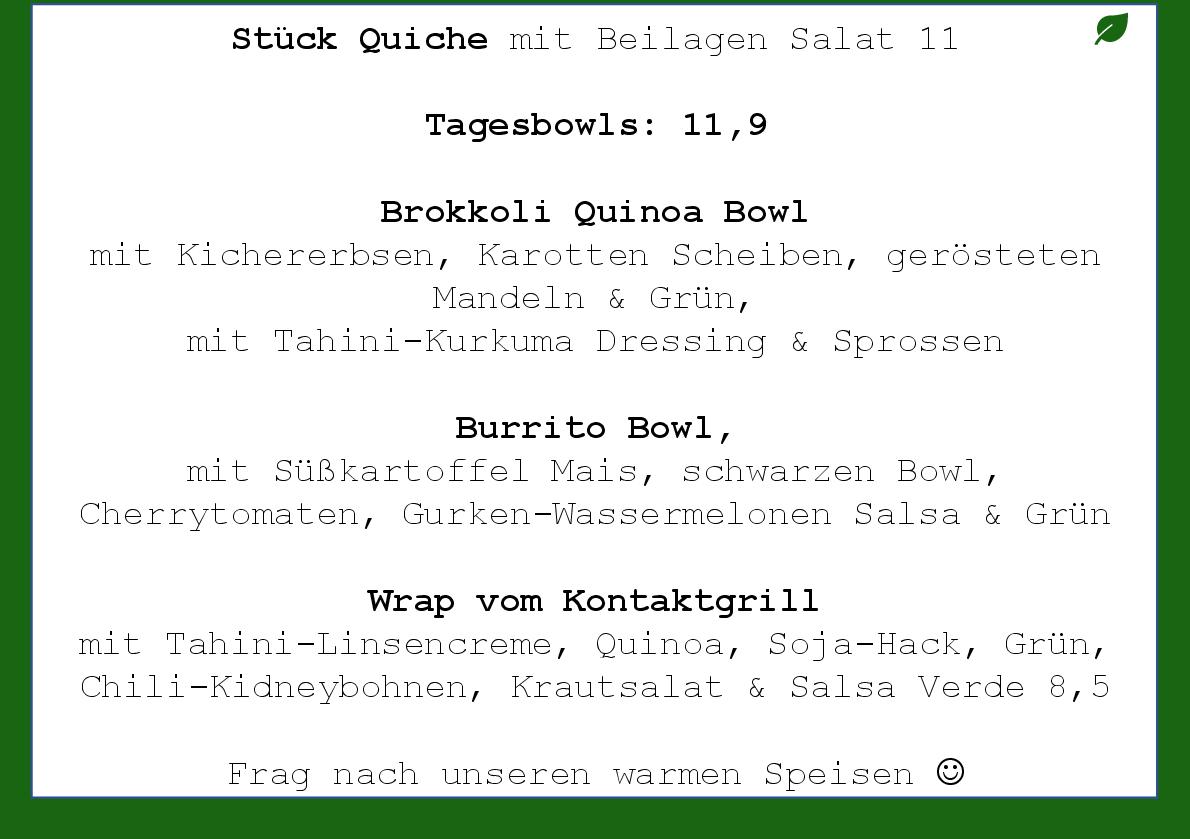 Stück Quiche mit Beilagen Salat 11
Tagesbowls: 11,9
Brokkoli Quinoa Bowl
mit Kichererbsen, Karotten Scheiben, gerösteten
Mandeln & Grün,
mit Tahini-Kurkuma Dressing & Sprossen
Burrito Bowl,
mit Süßkartoffel Mais, schwarzen Bowl,
Cherrytomaten, Gurken-Wassermelonen Salsa & Grün
Wrap vom Kontaktgrill
mit Tahini-Linsencreme, Quinoa, Soja-Hack, Grün,
Chili-Kidneybohnen, Krautsalat & Salsa Verde 8,5
Frag nach unseren warmen Speisen ☺